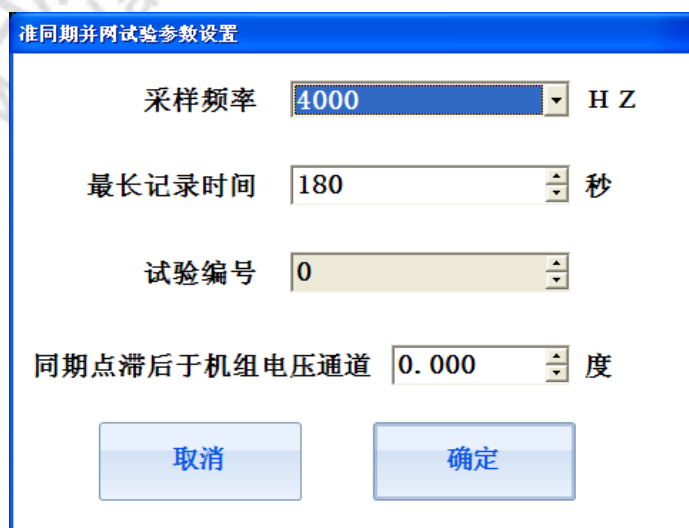 准同期并网试验参数设置
采样频率 4000 HZ
最长记录时间 180 秒
试验编号 0
同期点滞后于机组电压通道 0.000 度
取消 确定